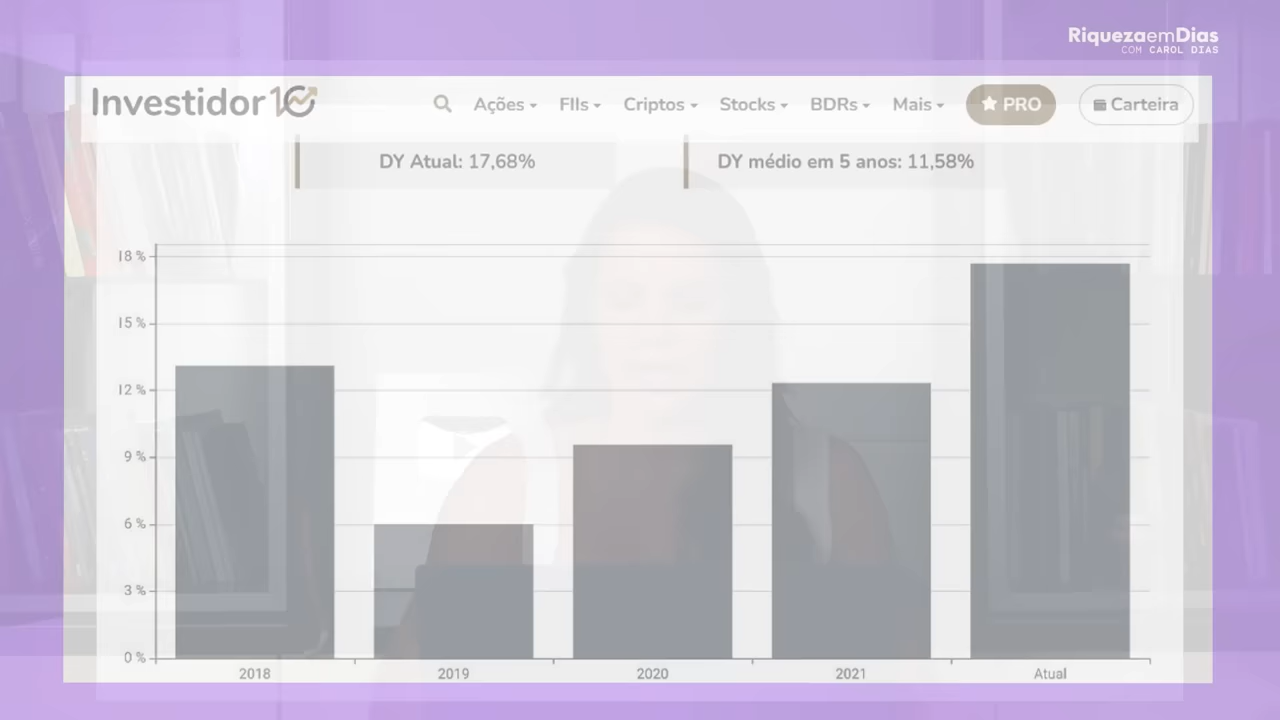 RiquezaemDias
COM CAROL DIAS
Investidor10
Ações FIIs Criptos Stocks BDRs Mais PRO Carteira
DY Atual: 17,68% DY médio em 5 anos: 11,58%
18 %
15 %
12 %
9 %
6 %
3 %
0 %
2018 2019 2020 2021 Atual